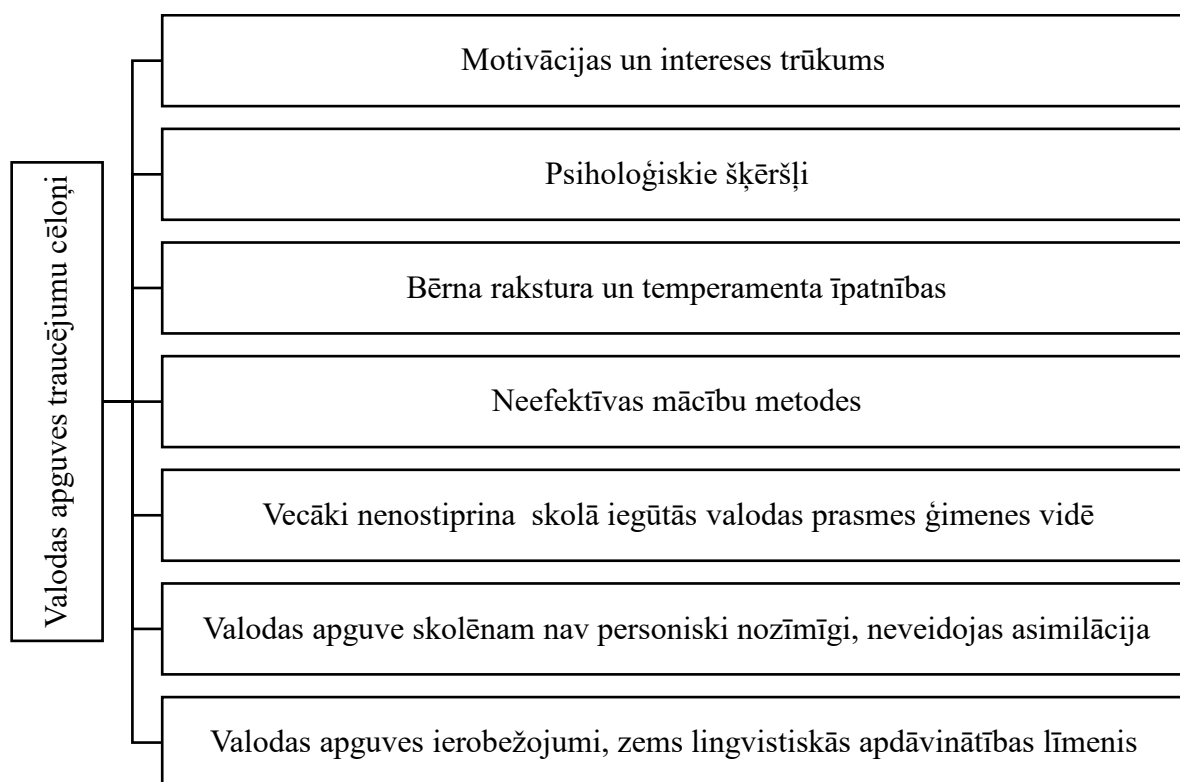 Valodas apguves traucējumu cēloņi
Motivācijas un intereses trūkums
Psiholoģiskie šķēršļi
Bērna rakstura un temperamenta īpatnības
Neefektīvas mācību metodes
Vecāki nenostiprina  skolā iegūtās valodas prasmes ģimenes vidē
Valodas apguve skolēnam nav personiski nozīmīgi, neveidojas asimilācija
Valodas apguves ierobežojumi, zems lingvistiskās apdāvinātības līmenis